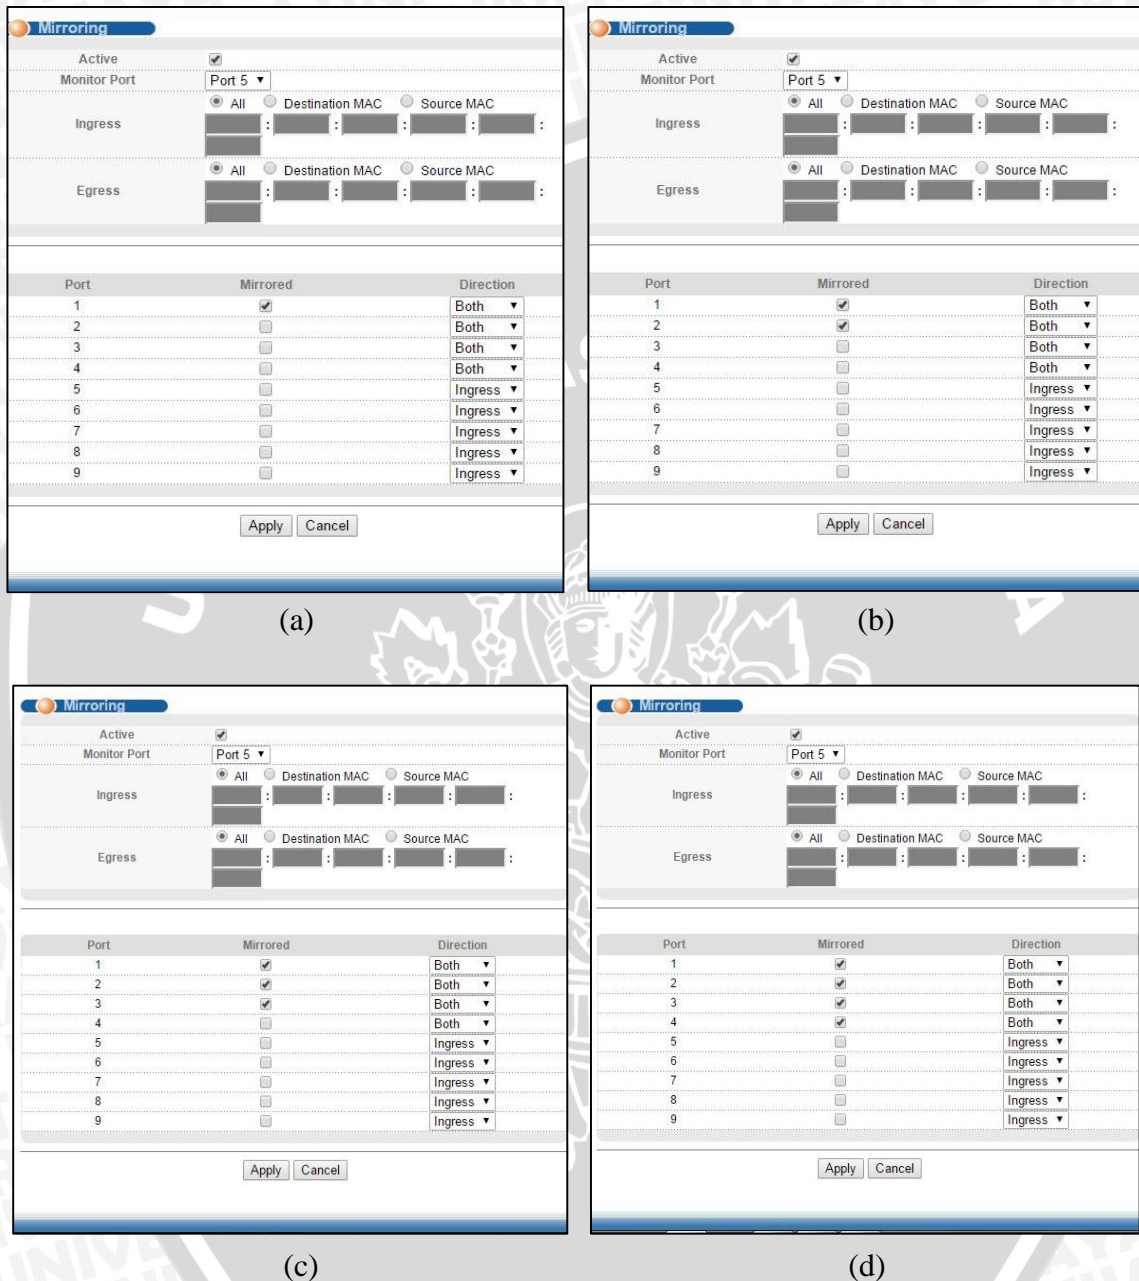 Mirroring
Active
Monitor Port Port 5
Ingress All Destination MAC Source MAC
: : : : :
Egress All Destination MAC Source MAC
: : : : :
Port Mirrored Direction
1 Both
2 Both
3 Both
4 Both
5 Ingress
6 Ingress
7 Ingress
8 Ingress
9 Ingress
Apply Cancel
(a)
Mirroring
Active
Monitor Port Port 5
Ingress All Destination MAC Source MAC
: : : : :
Egress All Destination MAC Source MAC
: : : : :
Port Mirrored Direction
1 Both
2 Both
3 Both
4 Both
5 Ingress
6 Ingress
7 Ingress
8 Ingress
9 Ingress
Apply Cancel
(b)
Mirroring
Active
Monitor Port Port 5
Ingress All Destination MAC Source MAC
: : : : :
Egress All Destination MAC Source MAC
: : : : :
Port Mirrored Direction
1 Both
2 Both
3 Both
4 Both
5 Ingress
6 Ingress
7 Ingress
8 Ingress
9 Ingress
Apply Cancel
(c)
Mirroring
Active
Monitor Port Port 5
Ingress All Destination MAC Source MAC
: : : : :
Egress All Destination MAC Source MAC
: : : : :
Port Mirrored Direction
1 Both
2 Both
3 Both
4 Both
5 Ingress
6 Ingress
7 Ingress
8 Ingress
9 Ingress
Apply Cancel
(d)